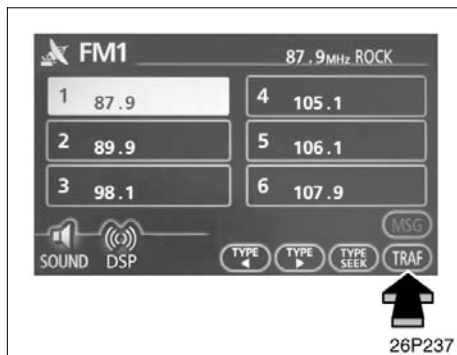 FM1
87.9MHz ROCK
1 87.9
4 105.1
2 89.9
5 106.1
3 98.1
6 107.9
MSG
SOUND DSP
TYPE ◀ TYPE ▶ TYPE SEEK TRAF
26P237